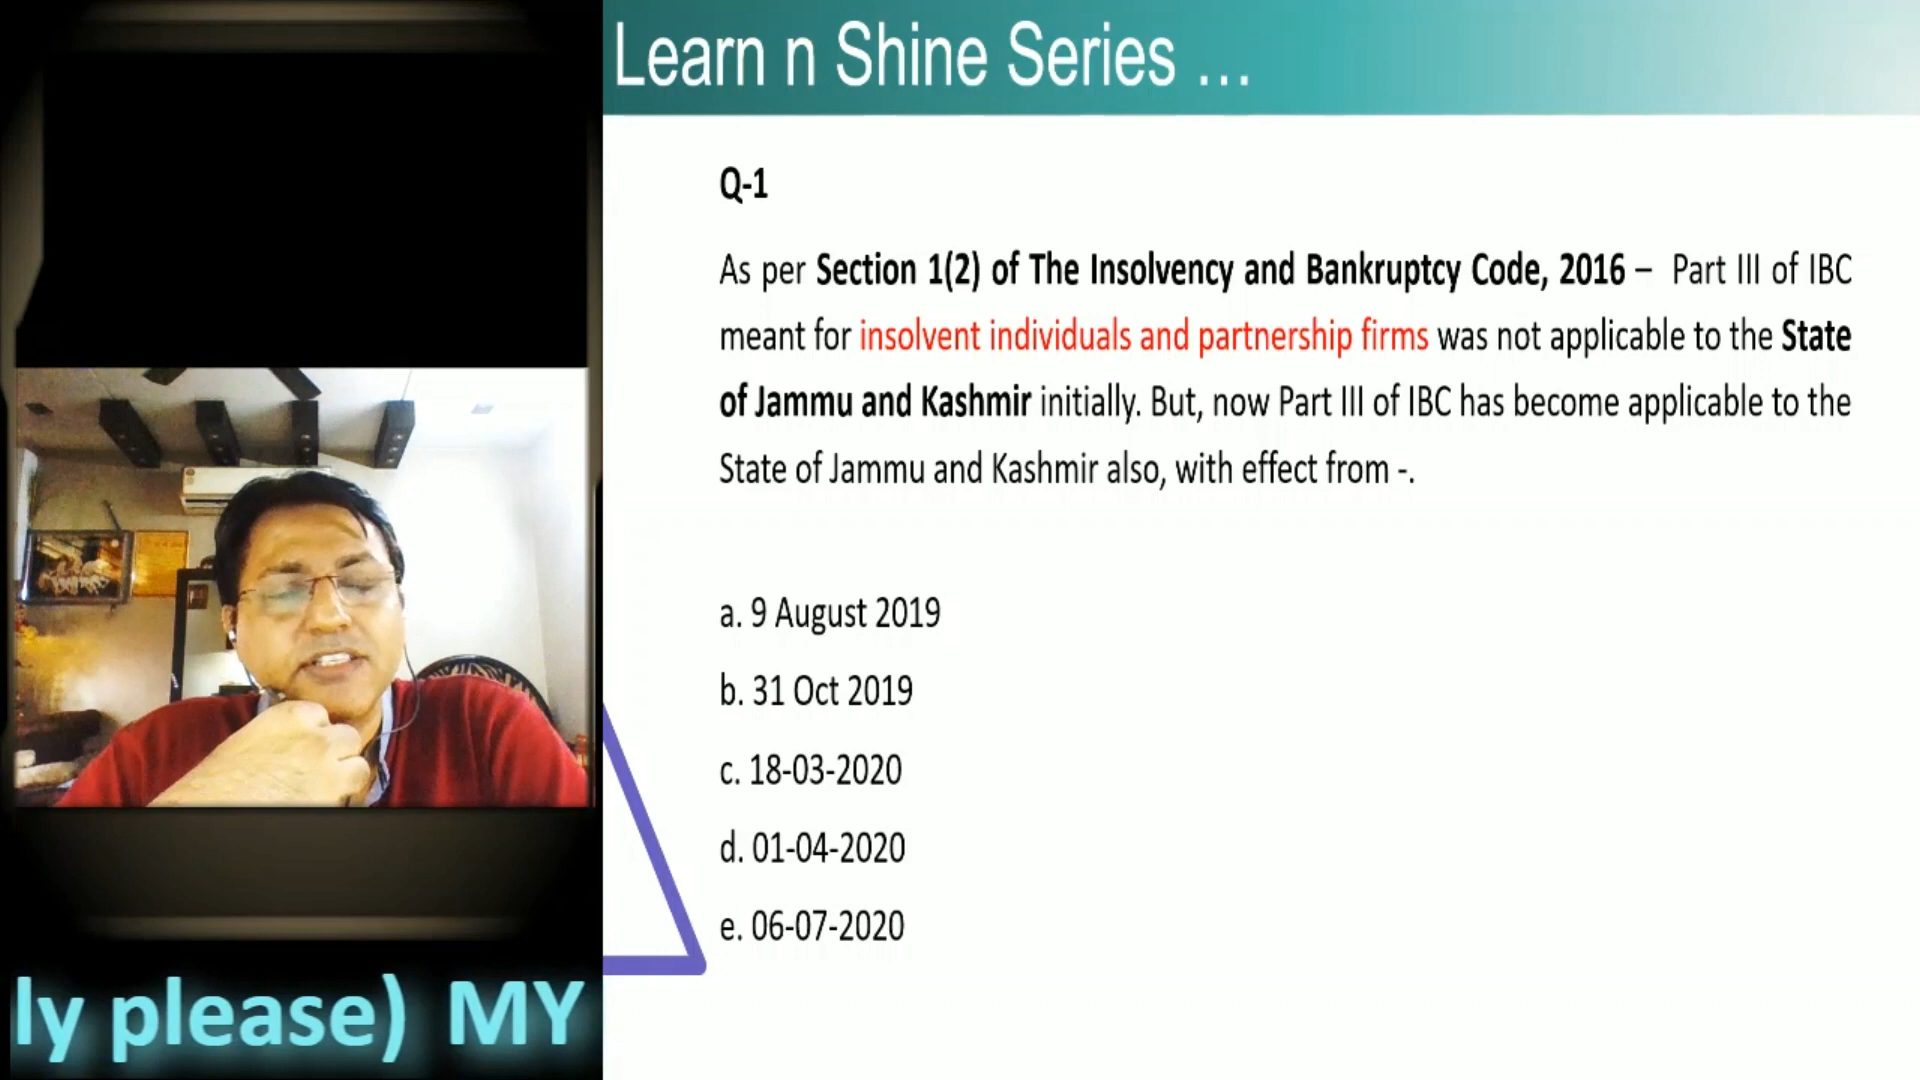 Learn n Shine Series ...
Q-1
As per Section 1(2) of The Insolvency and Bankruptcy Code, 2016 – Part III of IBC
meant for insolvent individuals and partnership firms was not applicable to the State
of Jammu and Kashmir initially. But, now Part III of IBC has become applicable to the
State of Jammu and Kashmir also, with effect from -.
a. 9 August 2019
b. 31 Oct 2019
c. 18-03-2020
d. 01-04-2020
e. 06-07-2020
ly please) MY